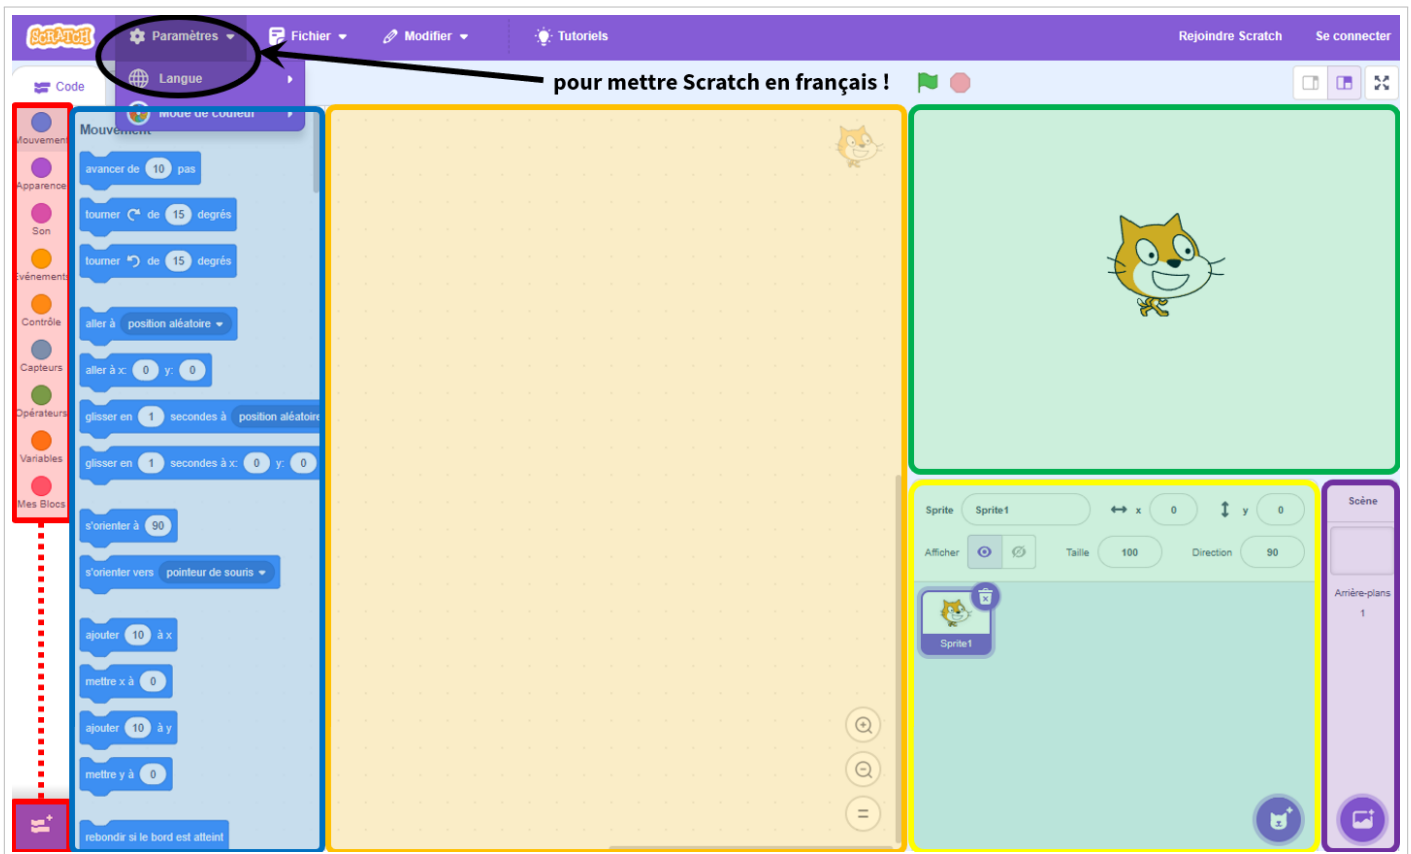 SCRATCH Paramètres Fichier Modifier Tutoriels Rejoindre Scratch Se connecter
Langue
Code
pour mettre Scratch en français !
Mode de couleur
Mouvement
Mouvement
avancer de 10 pas
Apparence
tourner de 15 degrés
Son
tourner de 15 degrés
Événements
Contrôle
aller à position aléatoire
Capteurs
aller à x: 0 y: 0
Opérateurs
glisser en 1 secondes à position aléatoire
Variables
glisser en 1 secondes à x: 0 y: 0
Mes Blocs
s'orienter à 90
s'orienter vers pointeur de souris
ajouter 10 à x
mettre x à 0
ajouter 10 à y
mettre y à 0
rebondir si le bord est atteint
Sprite Sprite1 x 0 y 0
Afficher Taille 100 Direction 90
Sprite1
Scène
Arrière-plans
1